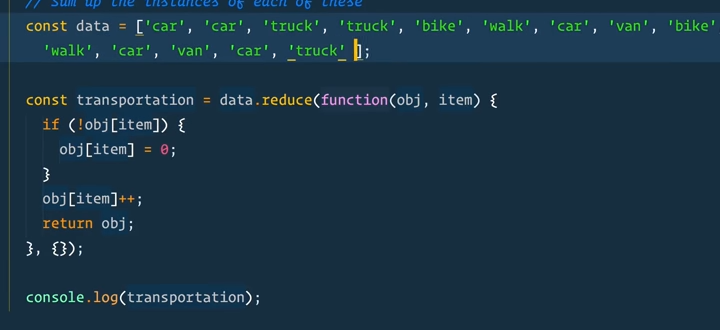 // Sum up the instances of each of these
const data = ['car', 'car', 'truck', 'truck', 'bike', 'walk', 'car', 'van', 'bike'
'walk', 'car', 'van', 'car', 'truck' ];
const transportation = data.reduce(function(obj, item) {
if (!obj[item]) {
obj[item] = 0;
}
obj[item]++;
return obj;
}, {});
console.log(transportation);